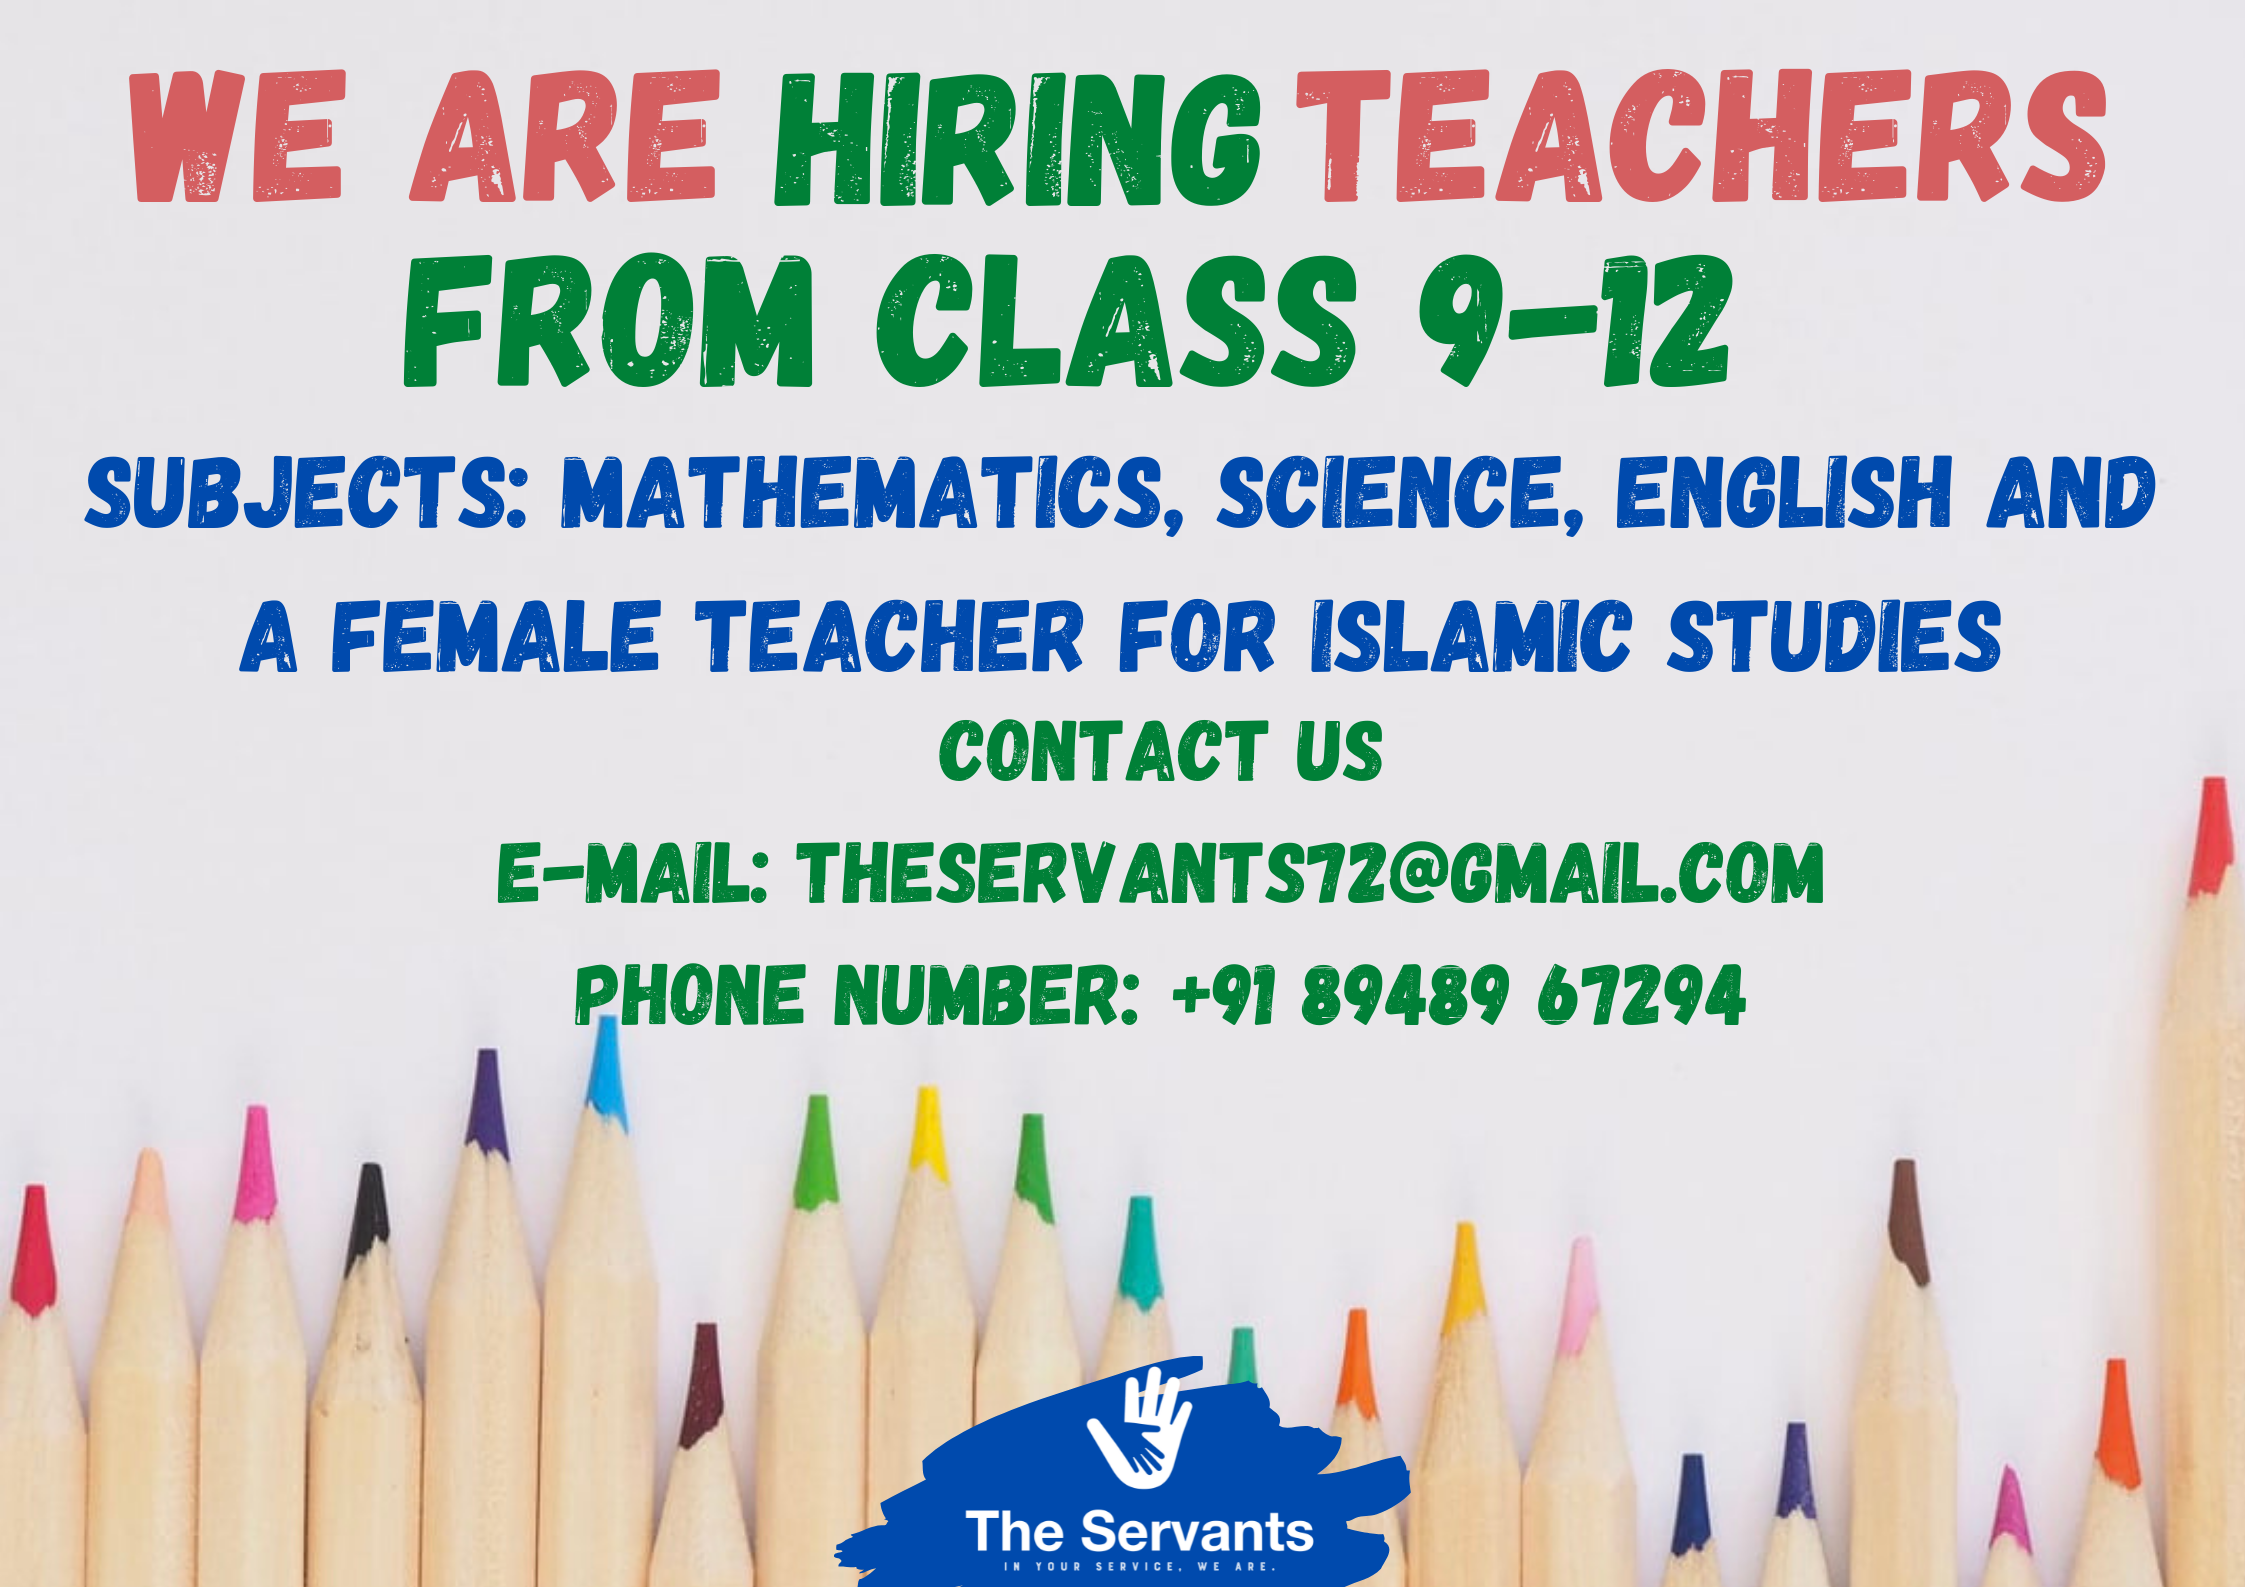 WE ARE HIRING TEACHERS
FROM CLASS 9-12
SUBJECTS: MATHEMATICS, SCIENCE, ENGLISH AND
A FEMALE TEACHER FOR ISLAMIC STUDIES
CONTACT US
E-MAIL: THESERVANTS72@GMAIL.COM
PHONE NUMBER: +91 89489 67294
The Servants
IN YOUR SERVICE, WE ARE.